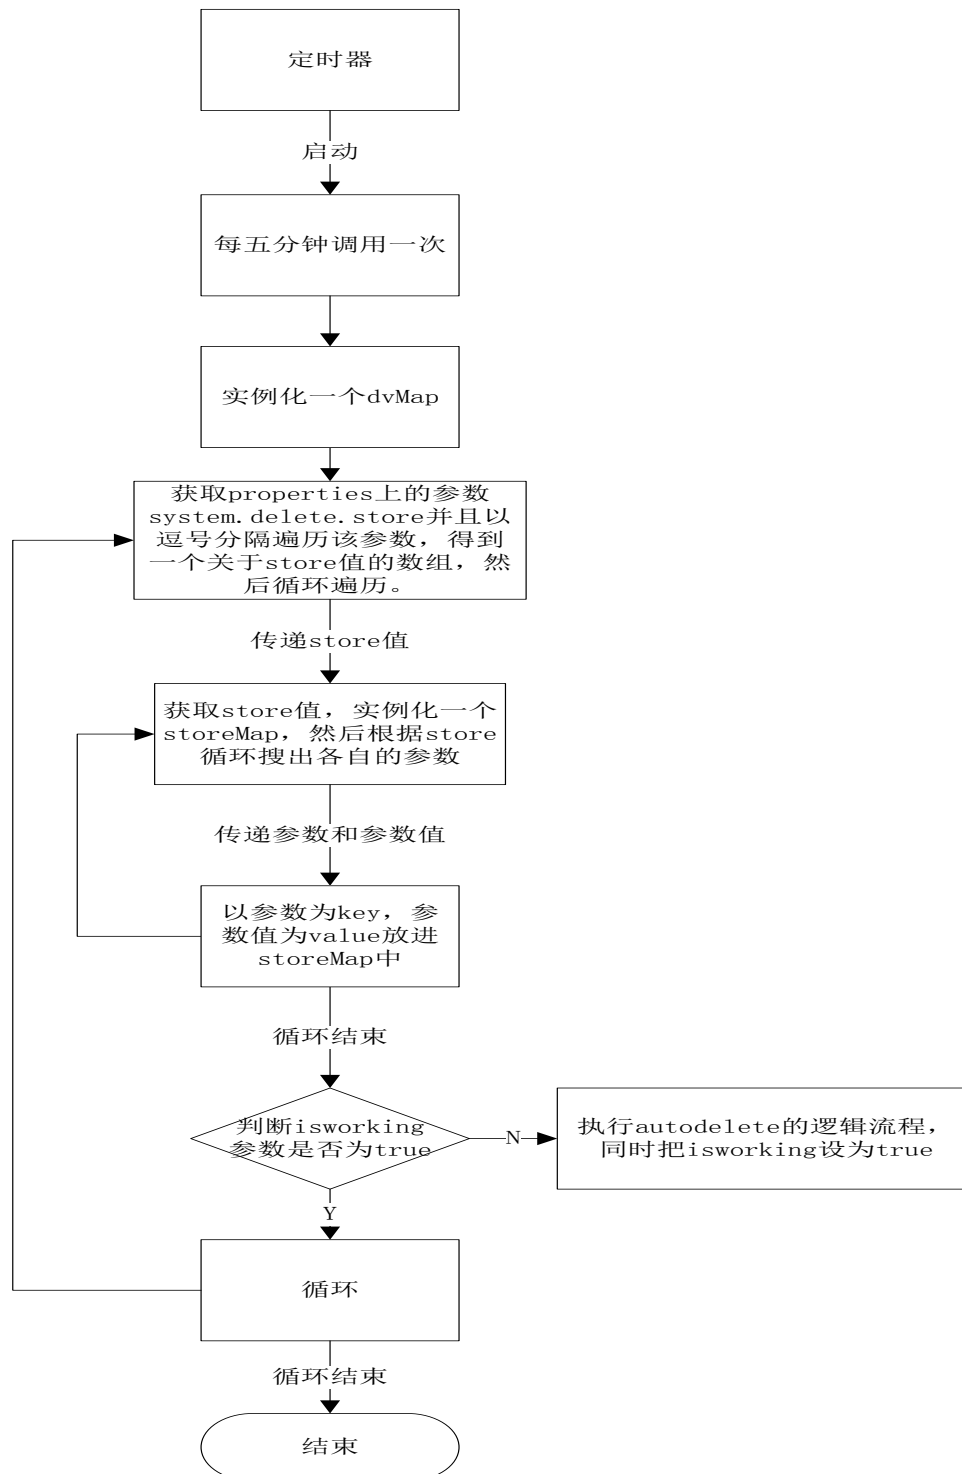 定时器
启动
每五分钟调用一次
实例化一个dvMap
获取properties上的参数
system.delete.store并且以
逗号分隔遍历该参数，得到
一个关于store值的数组，然
后循环遍历。
传递store值
获取store值，实例化一个
storeMap，然后根据store
循环搜出各自的参数
传递参数和参数值
以参数为key，参
数值为value放进
storeMap中
循环结束
判断isworking
参数是否为true
N
执行autodelete的逻辑流程，
同时把isworking设为true
Y
循环
循环结束
结束